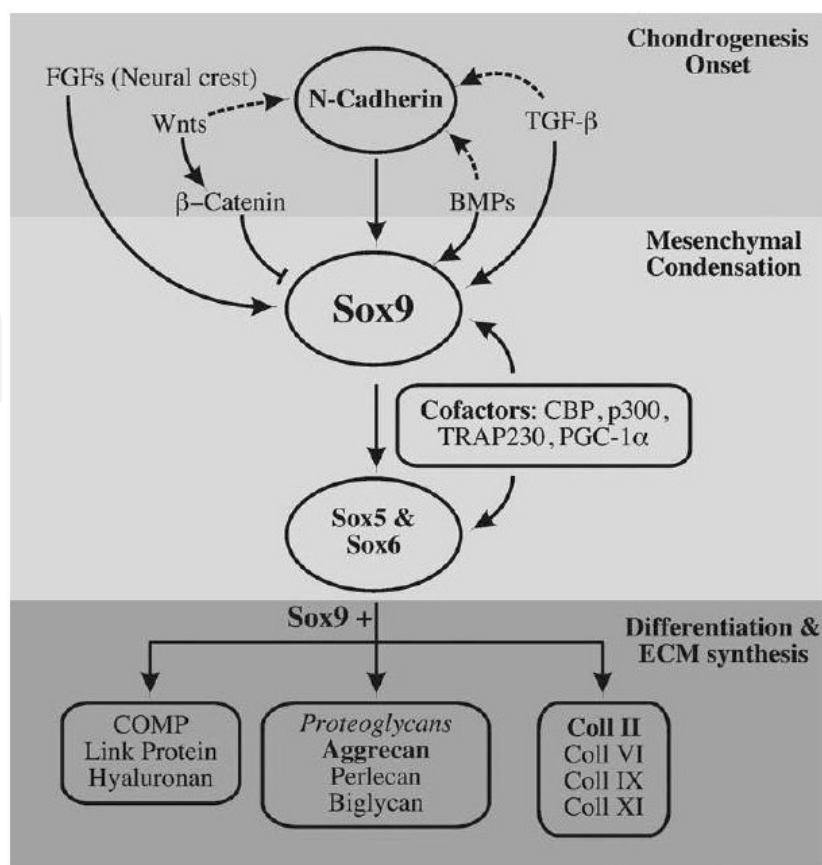 Chondrogenesis
Onset
FGFs (Neural crest)
N-Cadherin
Wnts
TGF-β
β-Catenin
BMPs
Mesenchymal
Condensation
Sox9
Cofactors: CBP, p300,
TRAP230, PGC-1α
Sox5 &
Sox6
Sox9 +
Differentiation &
ECM synthesis
COMP
Link Protein
Hyaluronan
Proteoglycans
Aggrecan
Perlecan
Biglycan
Coll II
Coll VI
Coll IX
Coll XI